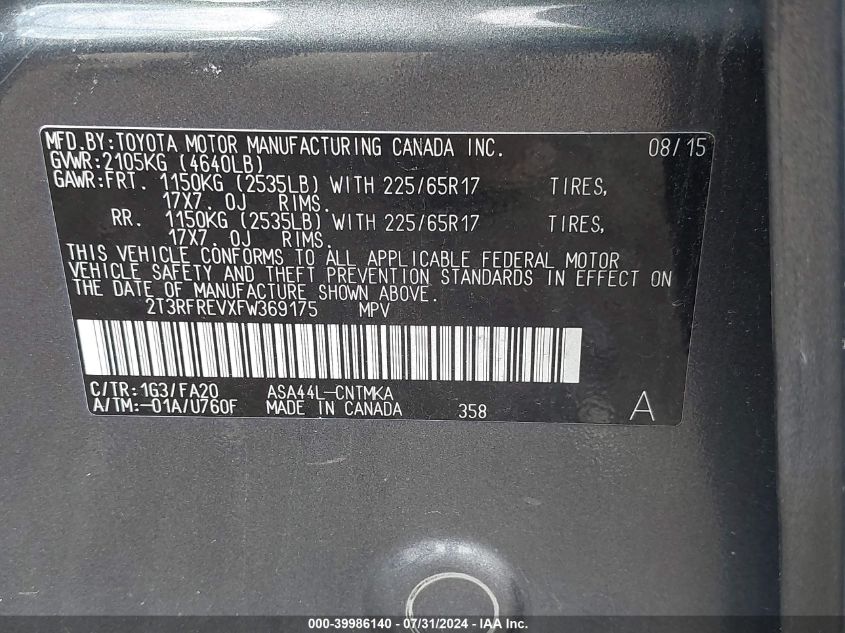 MFD.BY:TOYOTA MOTOR MANUFACTURING CANADA INC. 08/15
GVWR:2105KG (4640LB)
GAWR:FRT. 1150KG (2535LB) WITH 225/65R17 TIRES,
17X7.0J RIMS.
RR. 1150KG (2535LB) WITH 225/65R17 TIRES,
17X7.0J RIMS.
THIS VEHICLE CONFORMS TO ALL APPLICABLE FEDERAL MOTOR
VEHICLE SAFETY AND THEFT PREVENTION STANDARDS IN EFFECT ON
THE DATE OF MANUFACTURE SHOWN ABOVE.
2T3RFREVXFW369175 MPV
C/TR:1G3/FA20 ASA44L-CNTMKA
A/TM:-01A/U760F MADE IN CANADA 358 A
000-39986140 - 07/31/2024 - IAA Inc.